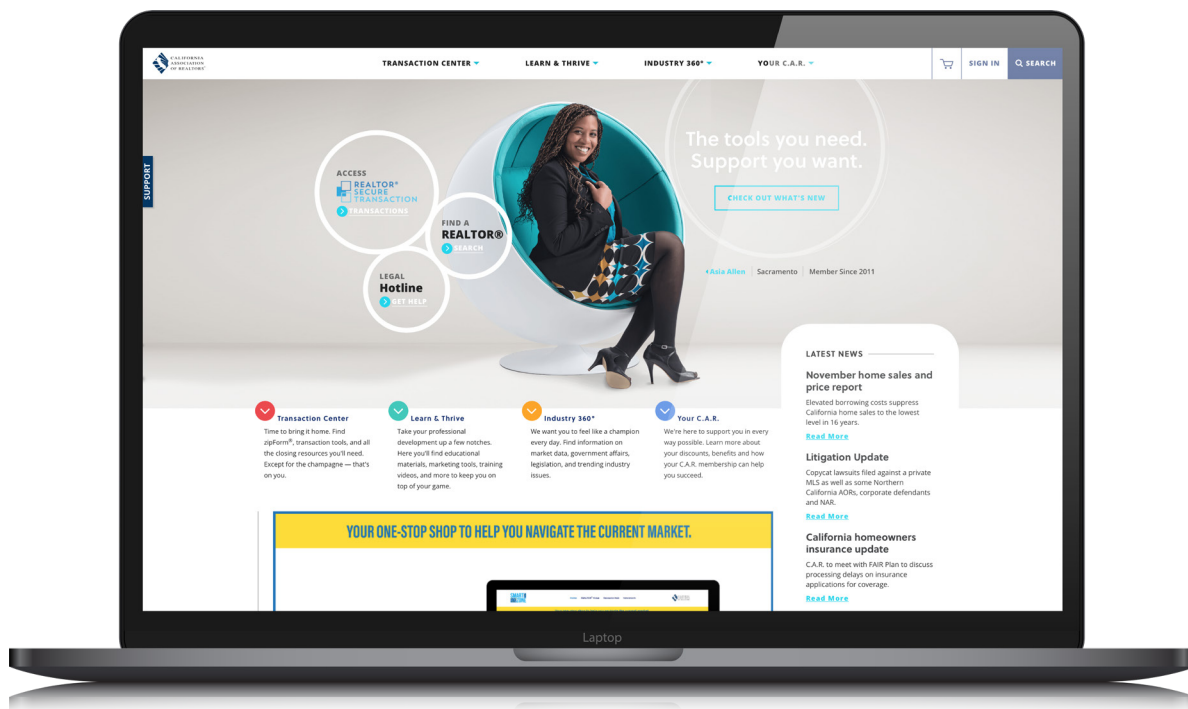 CALIFORNIA
ASSOCIATION
OF REALTORS®
TRANSACTION CENTER
LEARN & THRIVE
INDUSTRY 360°
YOUR C.A.R.
SIGN IN
SEARCH
SUPPORT
ACCESS
REALTOR®
SECURE
TRANSACTION
TRANSACTIONS
FIND A
REALTOR®
SEARCH
LEGAL
Hotline
GET HELP
The tools you need.
Support you want.
CHECK OUT WHAT'S NEW
Asia Allen | Sacramento | Member Since 2011
Transaction Center
Time to bring it home. Find
zipForm®, transaction tools, and all
the closing resources you'll need.
Except for the champagne — that's
on you.
Learn & Thrive
Take your professional
development up a few notches.
Here you'll find educational
materials, marketing tools, training
videos, and more to keep you on
top of your game.
Industry 360°
We want you to feel like a champion
every day. Find information on
market data, government affairs,
legislation, and trending industry
issues.
Your C.A.R.
We're here to support you in every
way possible. Learn more about
your discounts, benefits and how
your C.A.R. membership can help
you succeed.
LATEST NEWS
November home sales and
price report
Elevated borrowing costs suppress
California home sales to the lowest
level in 16 years.
Read More
Litigation Update
Copycat lawsuits filed against a private
MLS as well as some Northern
California AORs, corporate defendants
and NAR.
Read More
California homeowners
insurance update
C.A.R. to meet with FAIR Plan to discuss
processing delays on insurance
applications for coverage.
Read More
YOUR ONE-STOP SHOP TO HELP YOU NAVIGATE THE CURRENT MARKET.
Laptop